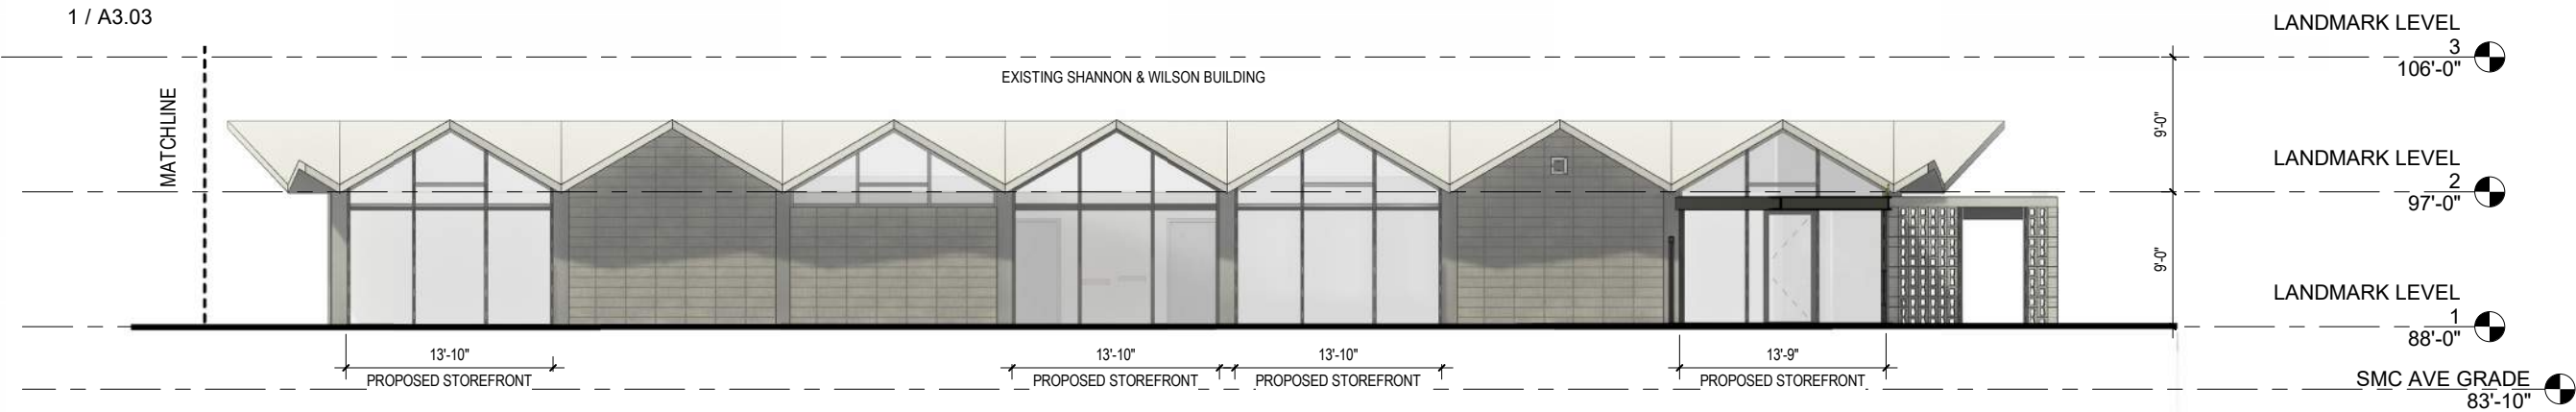 1 / A3.03
LANDMARK LEVEL
3
106'-0"
EXISTING SHANNON & WILSON BUILDING
MATCHLINE
9'-0"
LANDMARK LEVEL
2
97'-0"
9'-0"
LANDMARK LEVEL
1
88'-0"
13'-10"
PROPOSED STOREFRONT
13'-10"
PROPOSED STOREFRONT
13'-10"
PROPOSED STOREFRONT
13'-9"
PROPOSED STOREFRONT
SMC AVE GRADE
83'-10"